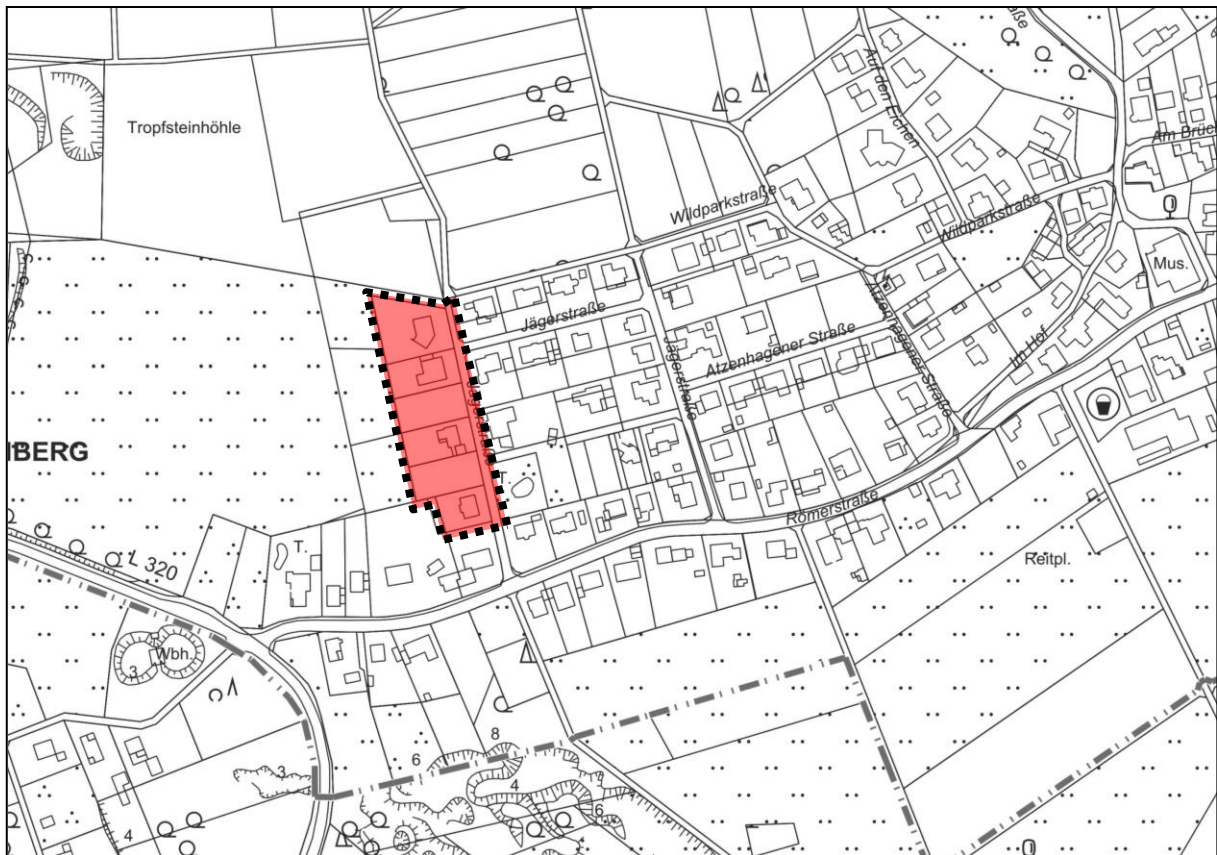 Tropfsteinhöhle
Auf den Eichen
Am Brüc
Wildparkstraße
Wildparkstraße
Mus.
Jägerstraße
Atzenhagener Straße
Atzenhagener Straße
Im Hof
Jägerstraße
Jägerstraße
T.
IBERG
Römerstraße
T.
L 320
Reitpl.
Wbh.
3
8
6
3
4
6
4